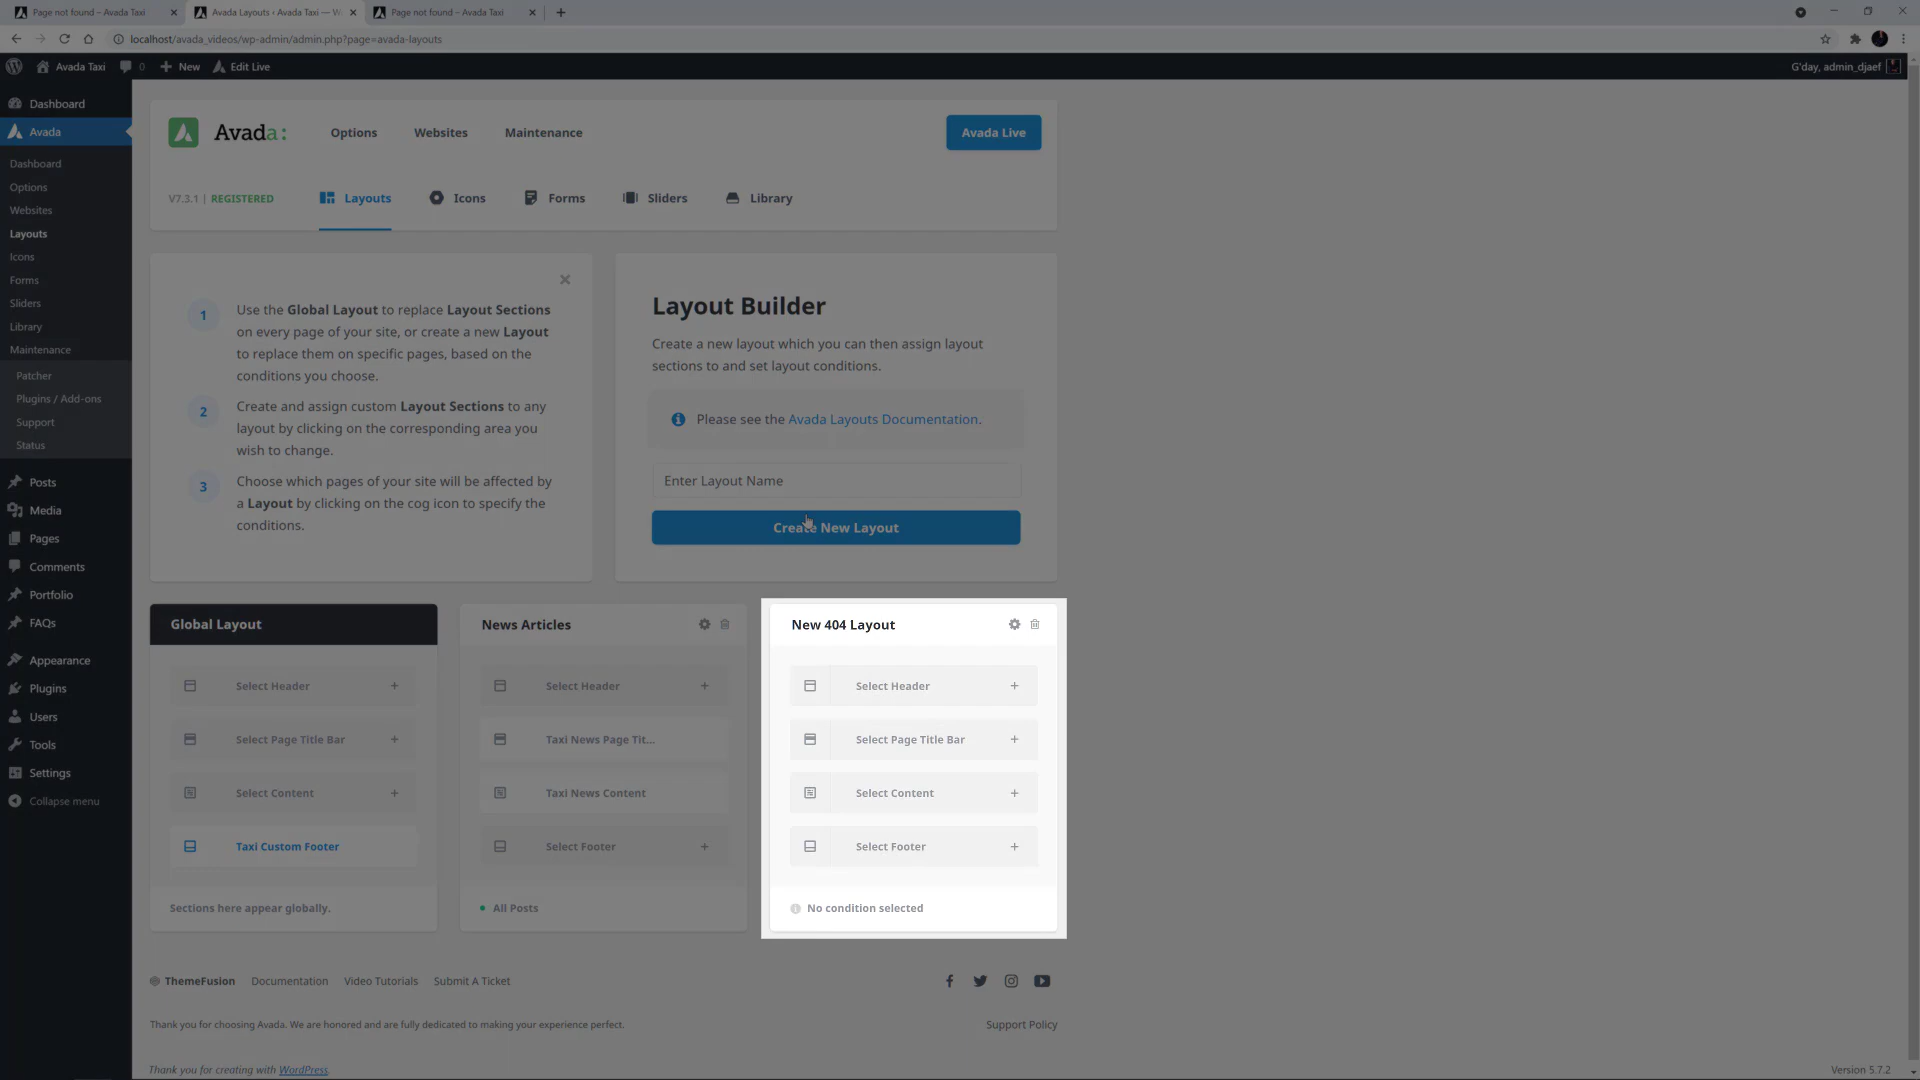 Page not found – Avada Taxi
Avada Layouts ‹ Avada Taxi — W
Page not found – Avada Taxi
localhost/avada_videos/wp-admin/admin.php?page=avada-layouts
Avada Taxi
0
New
Edit Live
G'day, admin_djaef
Dashboard
Avada
Dashboard
Options
Websites
Layouts
Icons
Forms
Sliders
Library
Maintenance
Patcher
Plugins / Add-ons
Support
Status
Posts
Media
Pages
Comments
Portfolio
FAQs
Appearance
Plugins
Users
Tools
Settings
Collapse menu
Avada:
Options
Websites
Maintenance
Avada Live
V7.3.1 | REGISTERED
Layouts
Icons
Forms
Sliders
Library
1
Use the Global Layout to replace Layout Sections
on every page of your site, or create a new Layout
to replace them on specific pages, based on the
conditions you choose.
2
Create and assign custom Layout Sections to any
layout by clicking on the corresponding area you
wish to change.
3
Choose which pages of your site will be affected by
a Layout by clicking on the cog icon to specify the
conditions.
Layout Builder
Create a new layout which you can then assign layout
sections to and set layout conditions.
Please see the Avada Layouts Documentation.
Enter Layout Name
Create New Layout
Global Layout
Select Header
Select Page Title Bar
Select Content
Taxi Custom Footer
Sections here appear globally.
News Articles
Select Header
Taxi News Page Tit...
Taxi News Content
Select Footer
All Posts
New 404 Layout
Select Header
Select Page Title Bar
Select Content
Select Footer
No condition selected
ThemeFusion
Documentation
Video Tutorials
Submit A Ticket
Thank you for choosing Avada. We are honored and are fully dedicated to making your experience perfect.
Support Policy
Thank you for creating with WordPress.
Version 5.7.2